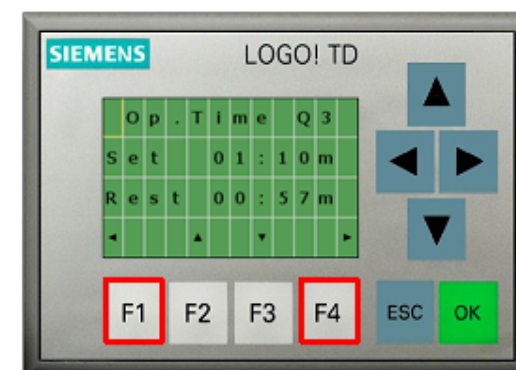 SIEMENS LOGO! TD
Op.Time Q3
Set 01:10m
Rest 00:57m
F1 F2 F3 F4 ESC OK